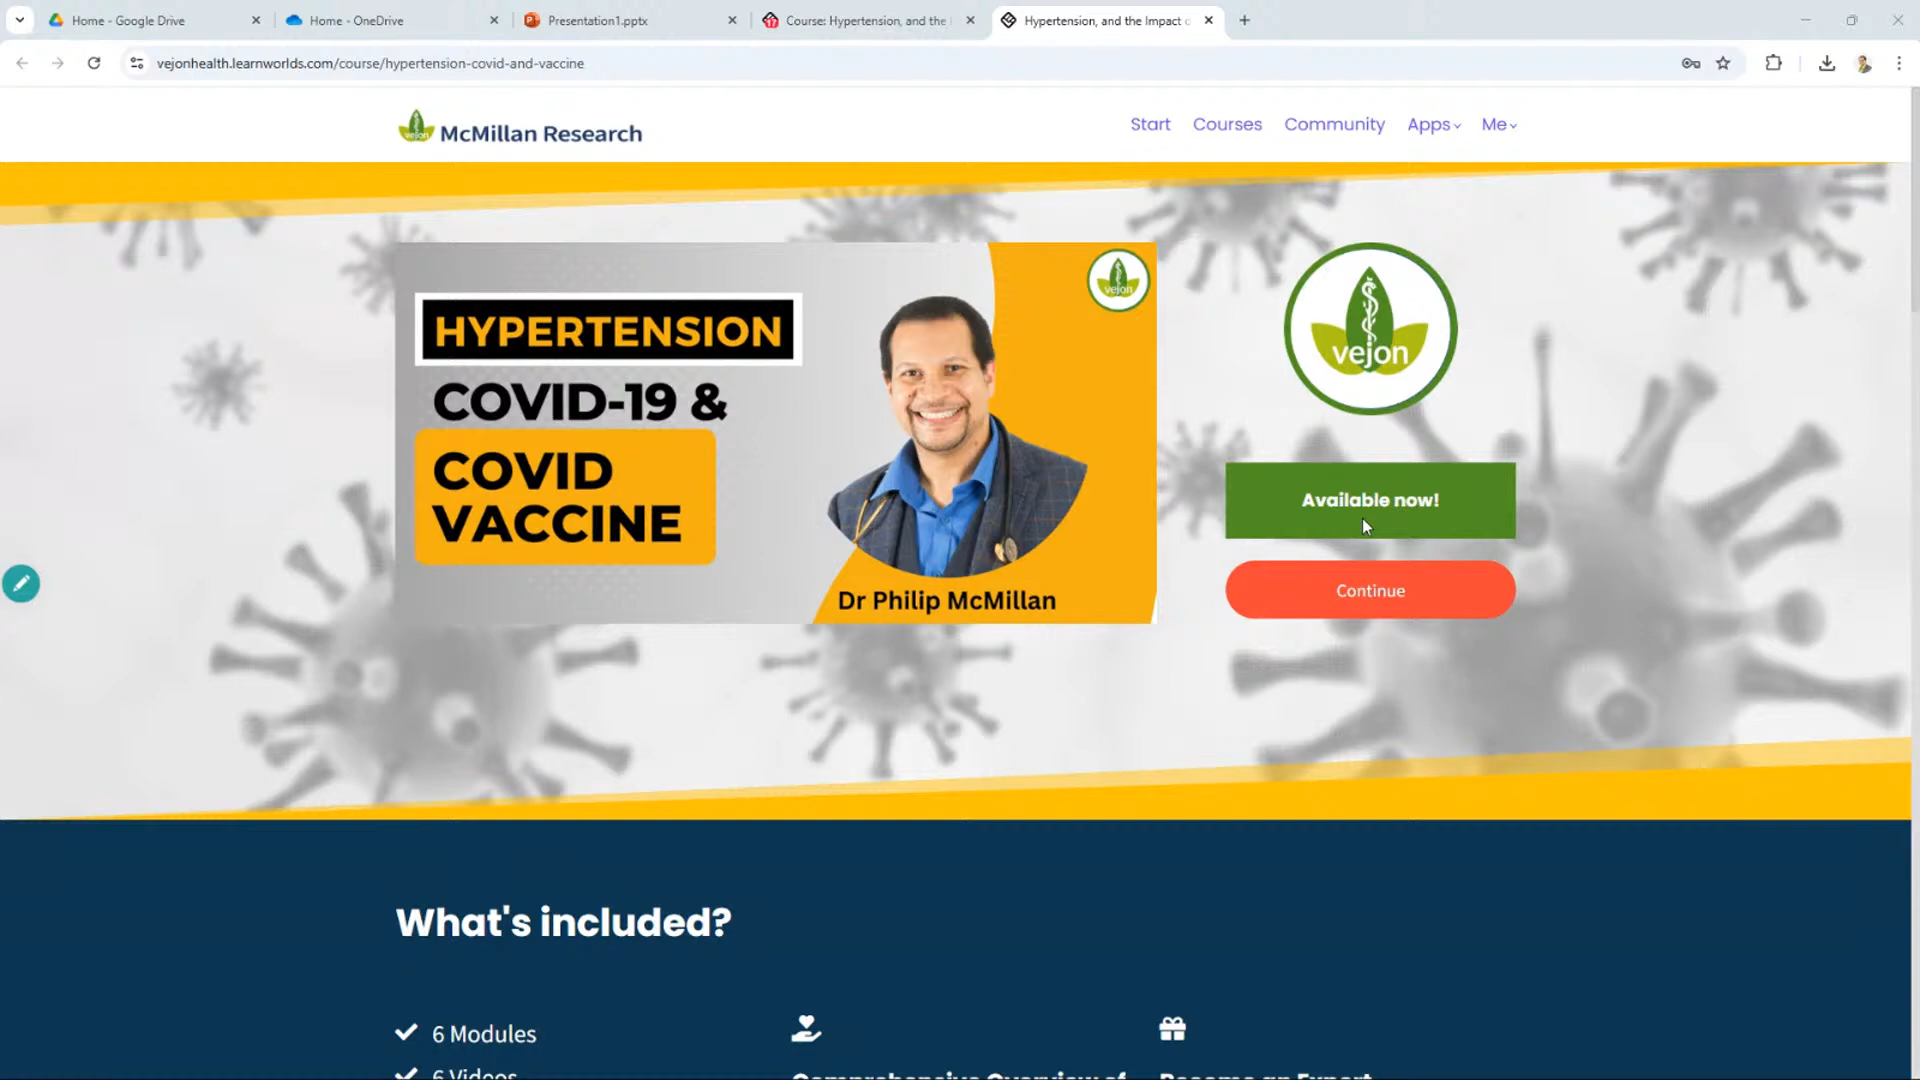 Home - Google Drive
Home - OneDrive
Presentation1.pptx
Course: Hypertension, and the I
Hypertension, and the Impact o
vejonhealth.learnworlds.com/course/hypertension-covid-and-vaccine
vejon
McMillan Research
Start
Courses
Community
Apps
Me
HYPERTENSION
COVID-19 &
COVID
VACCINE
vejon
Dr Philip McMillan
vejon
Available now!
Continue
What's included?
6 Modules
6 Videos
Comprehensive Overview of
Become an Expert